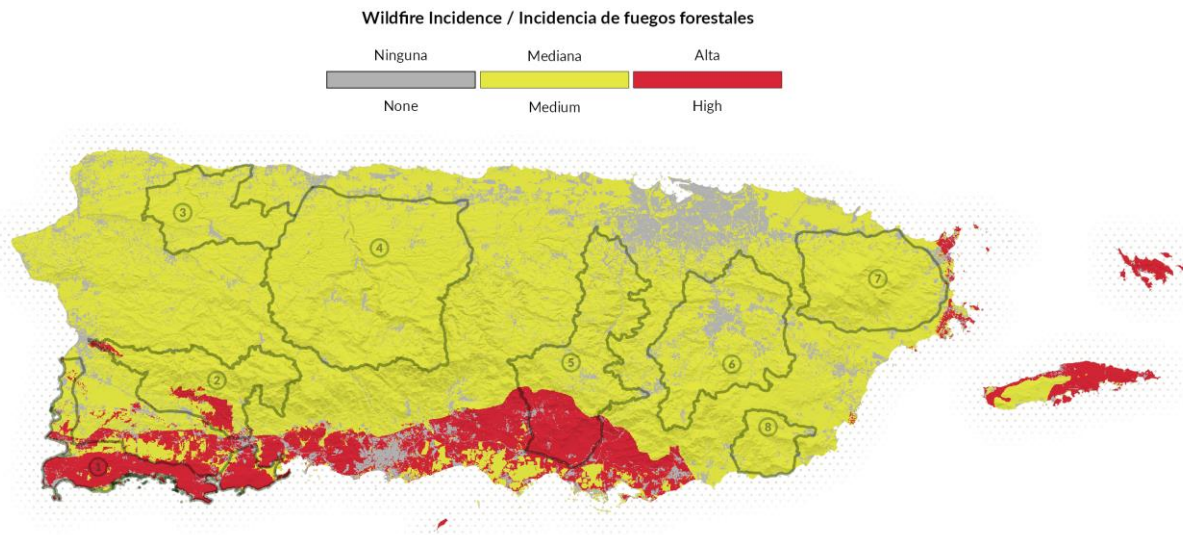 Wildfire Incidence / Incidencia de fuegos forestales
Ninguna Mediana Alta
None Medium High
3
4
7
5
6
2
8
1